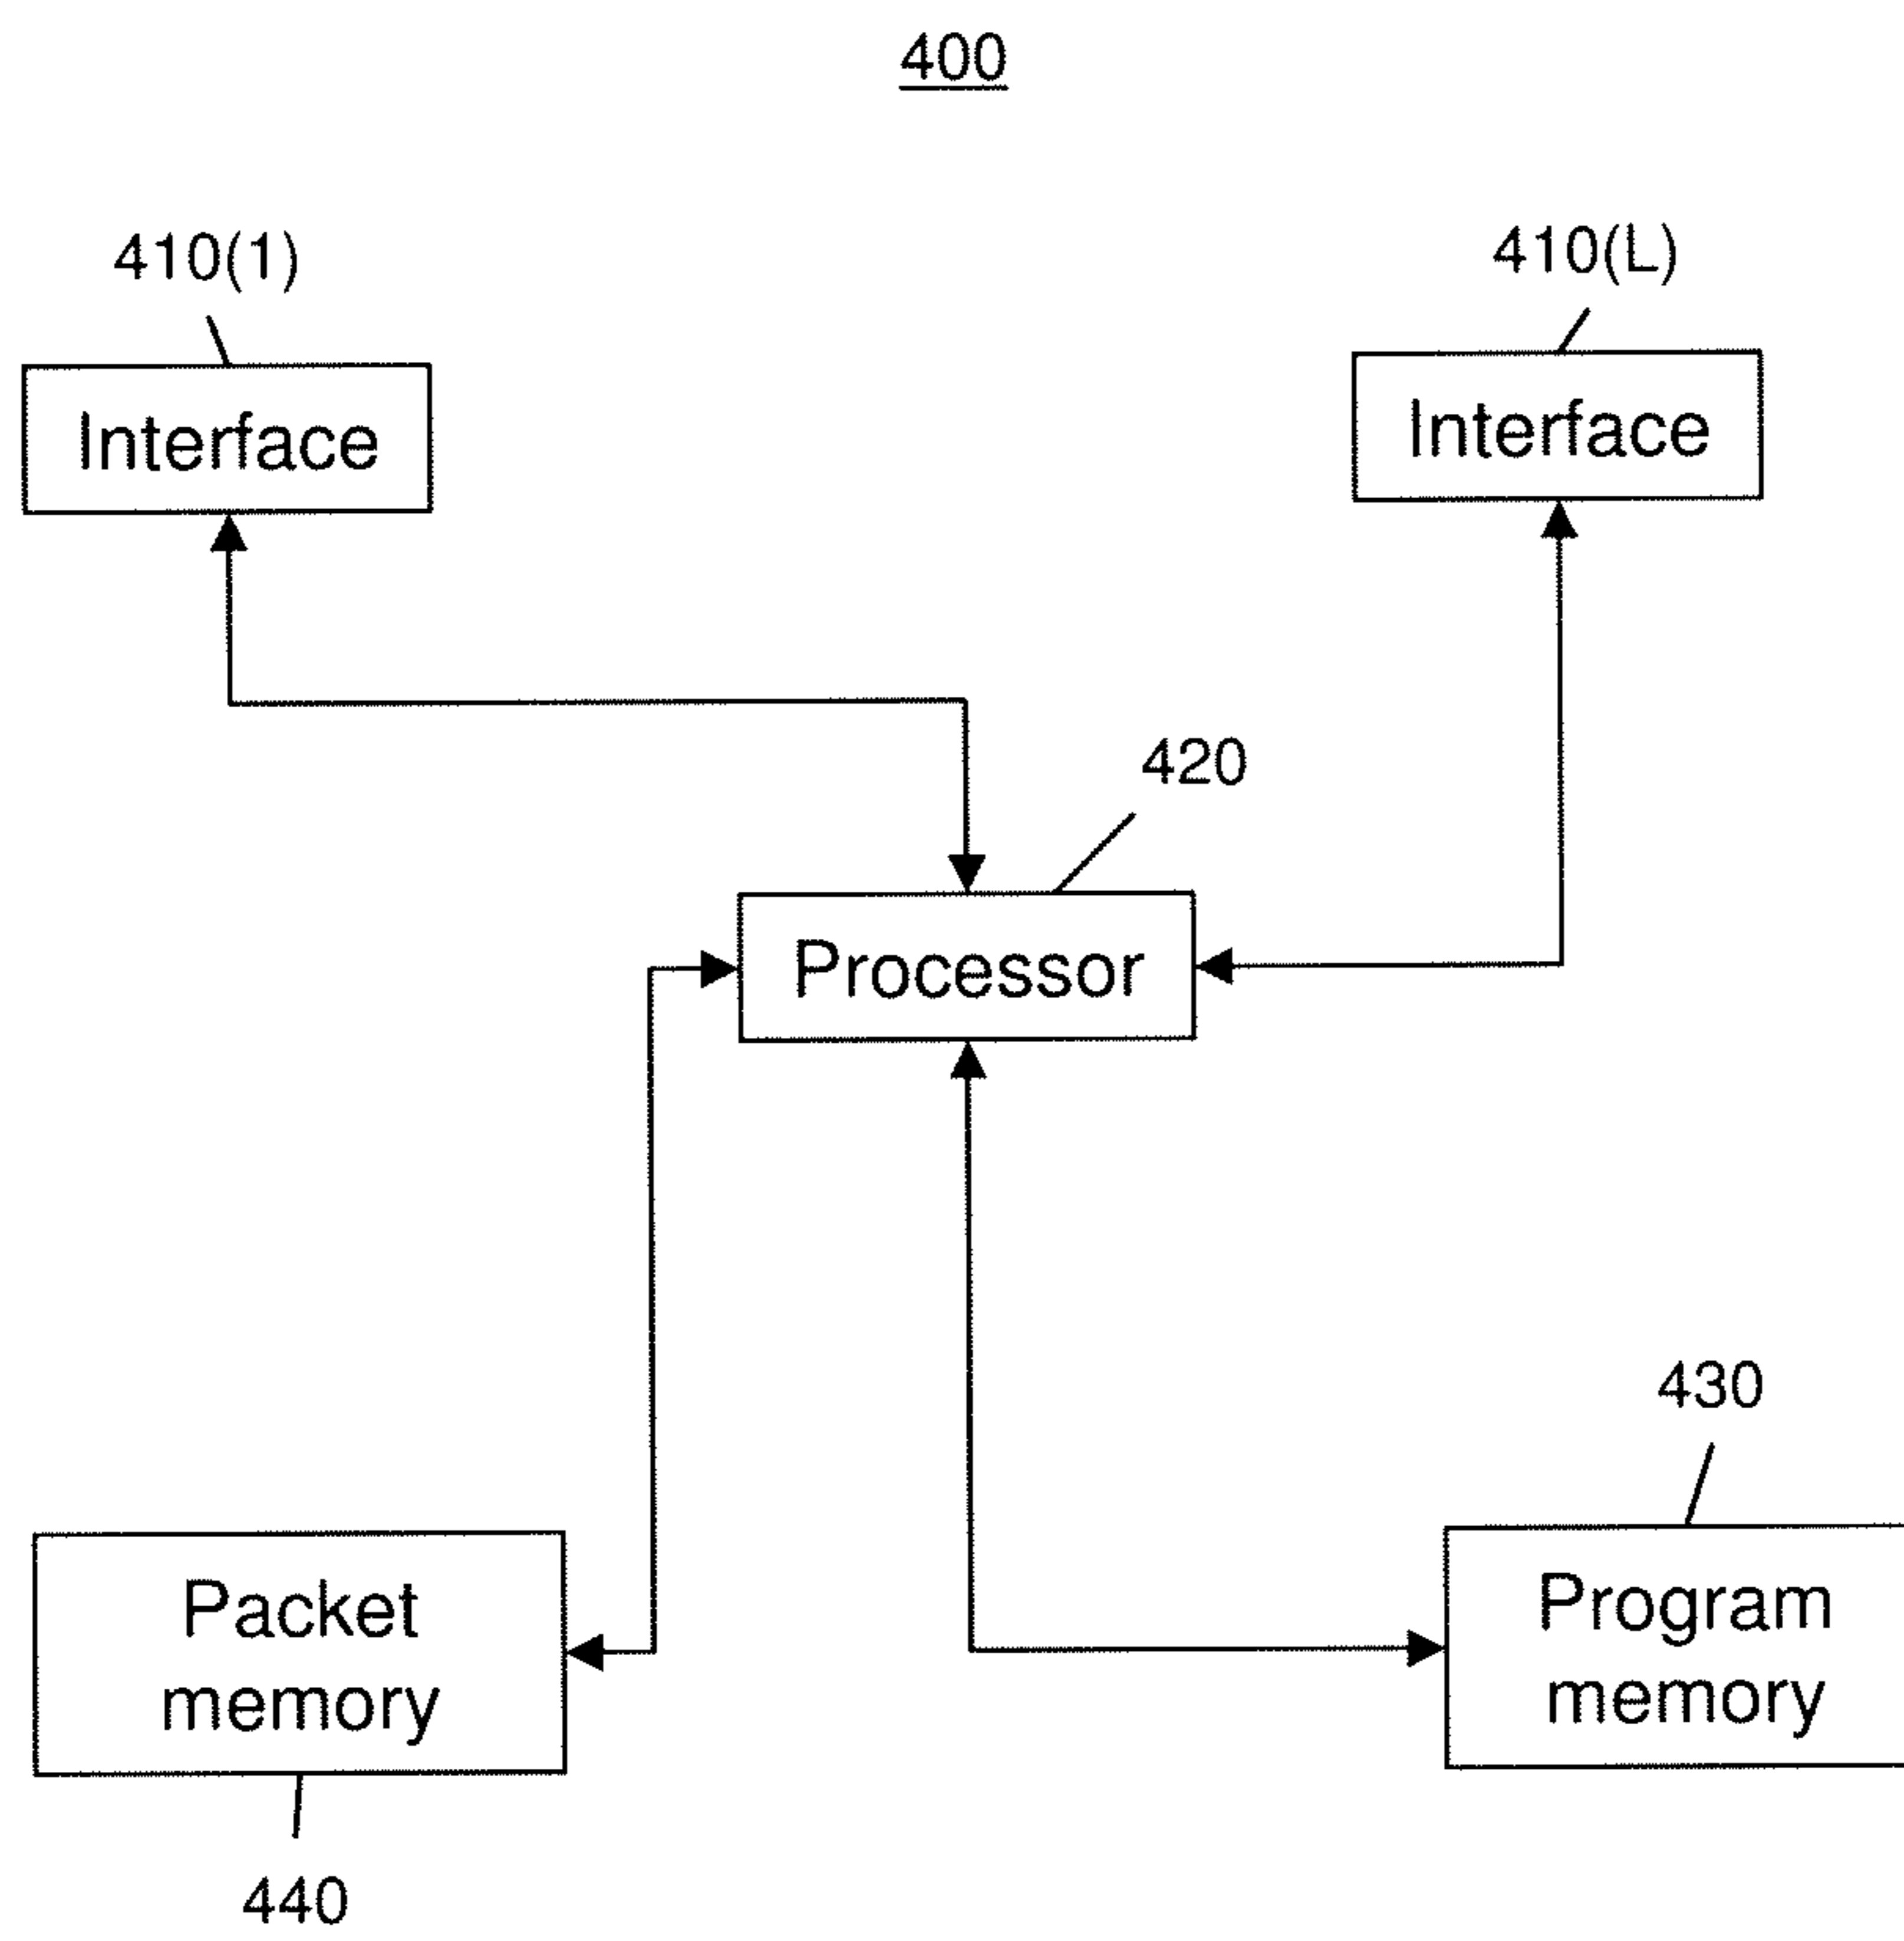 400
410(1)
410(L)
Interface
Interface
420
Processor
430
Packet
memory
Program
memory
440